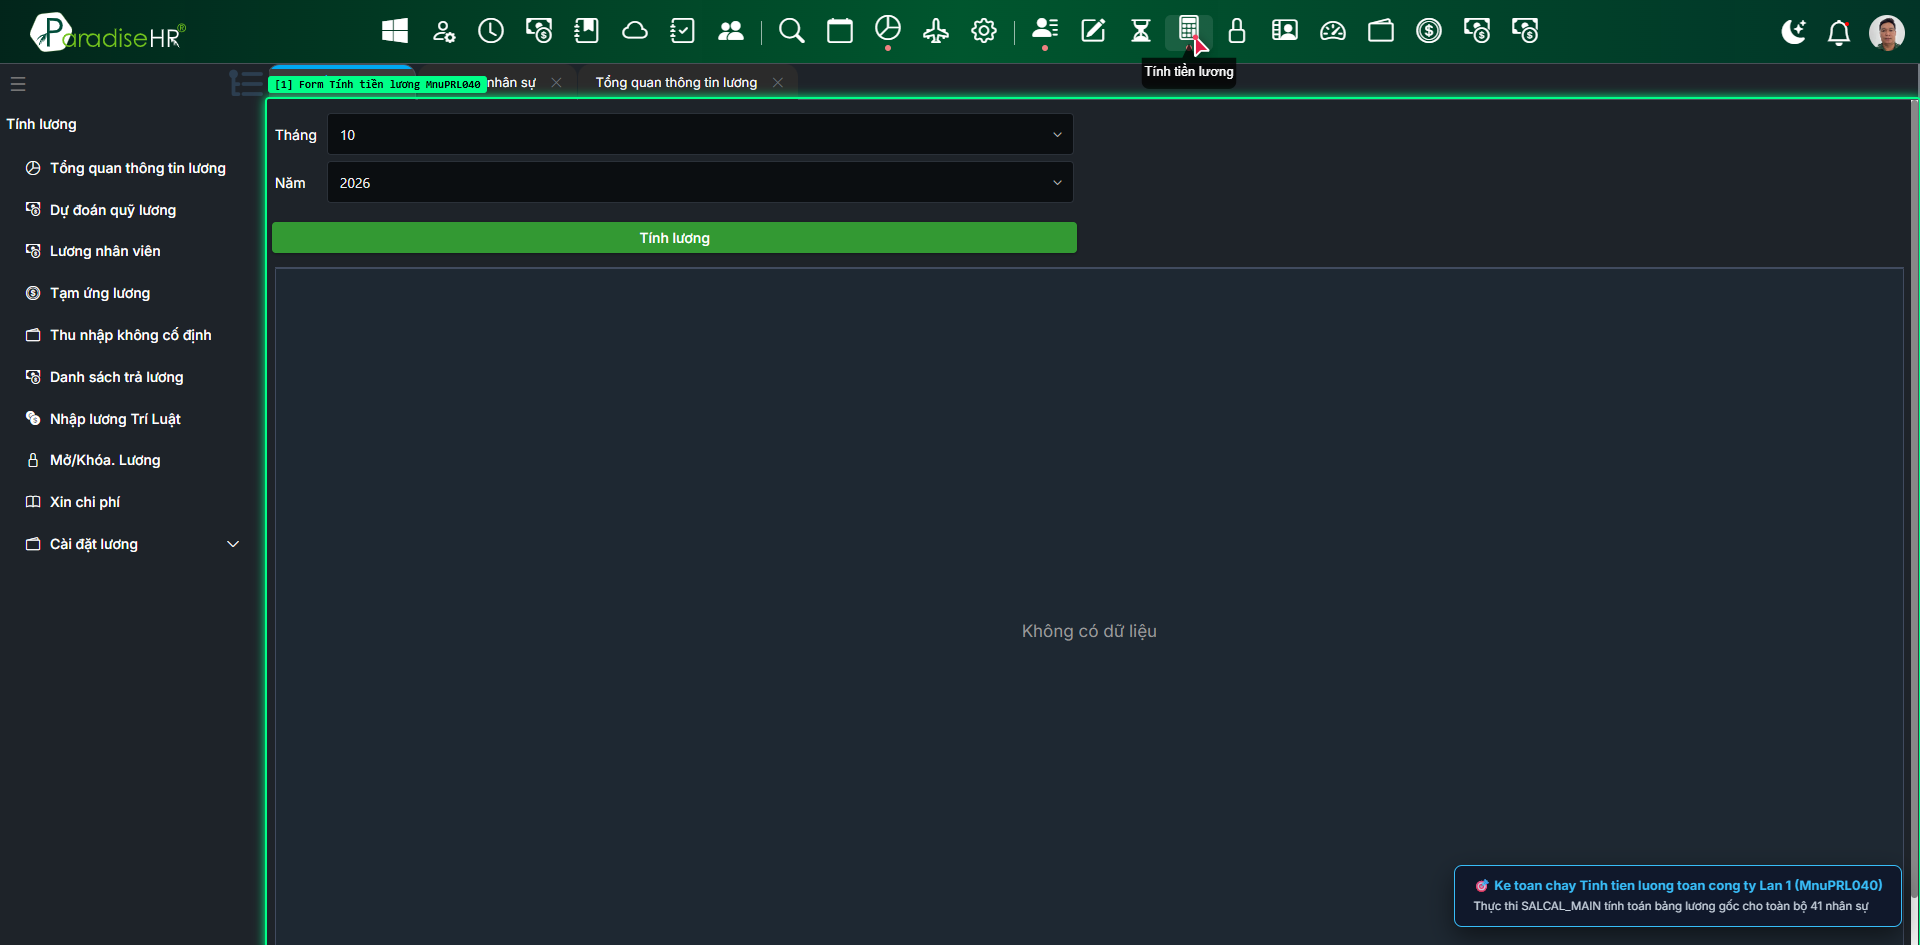 ParadiseHR®
Tính tiền lương
[1] Form Tính tiền lương MnuPRL040
nhân sự
Tổng quan thông tin lương
Tính lương
Tổng quan thông tin lương
Dự đoán quỹ lương
Lương nhân viên
Tạm ứng lương
Thu nhập không cố định
Danh sách trả lương
Nhập lương Trí Luật
Mở/Khóa. Lương
Xin chi phí
Cài đặt lương
Tháng
10
Năm
2026
Tính lương
Không có dữ liệu
Ke toan chay Tinh tien luong toan cong ty Lan 1 (MnuPRL040)
Thực thi SALCAL_MAIN tính toán bảng lương gốc cho toàn bộ 41 nhân sự